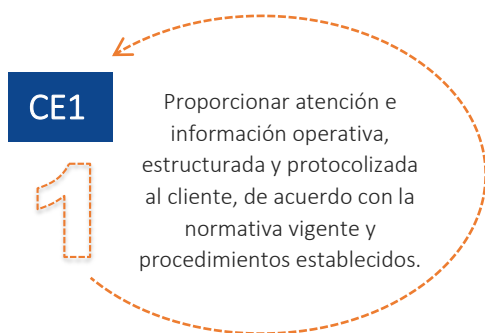 CE1
1
Proporcionar atención e
información operativa,
estructurada y protocolizada
al cliente, de acuerdo con la
normativa vigente y
procedimientos establecidos.